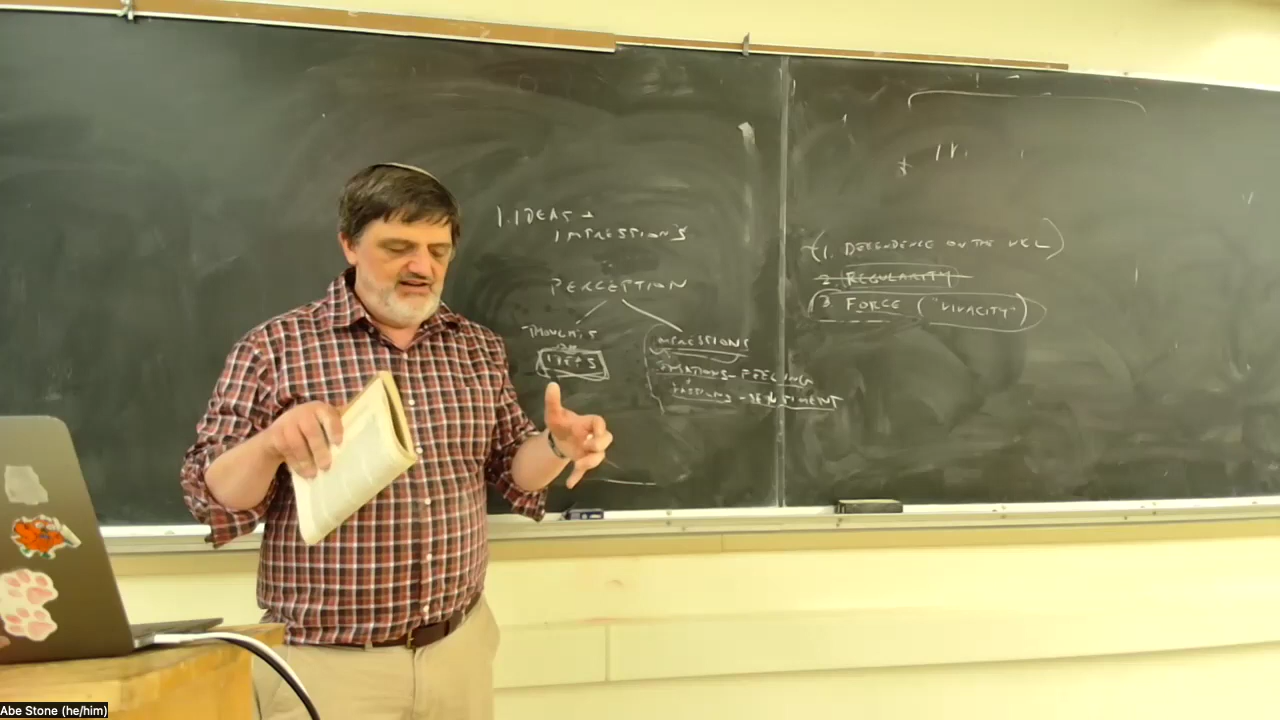 1. IDEAS +
IMPRESSIONS
PERCEPTION
THOUGHTS
IDEAS
IMPRESSIONS
- FEELING
PASSIONS - SENTIMENT
(1. DEPENDENCE ON THE WILL)
2. REGULARITY
3 FORCE ("VIVACITY")
Abe Stone (he/him)